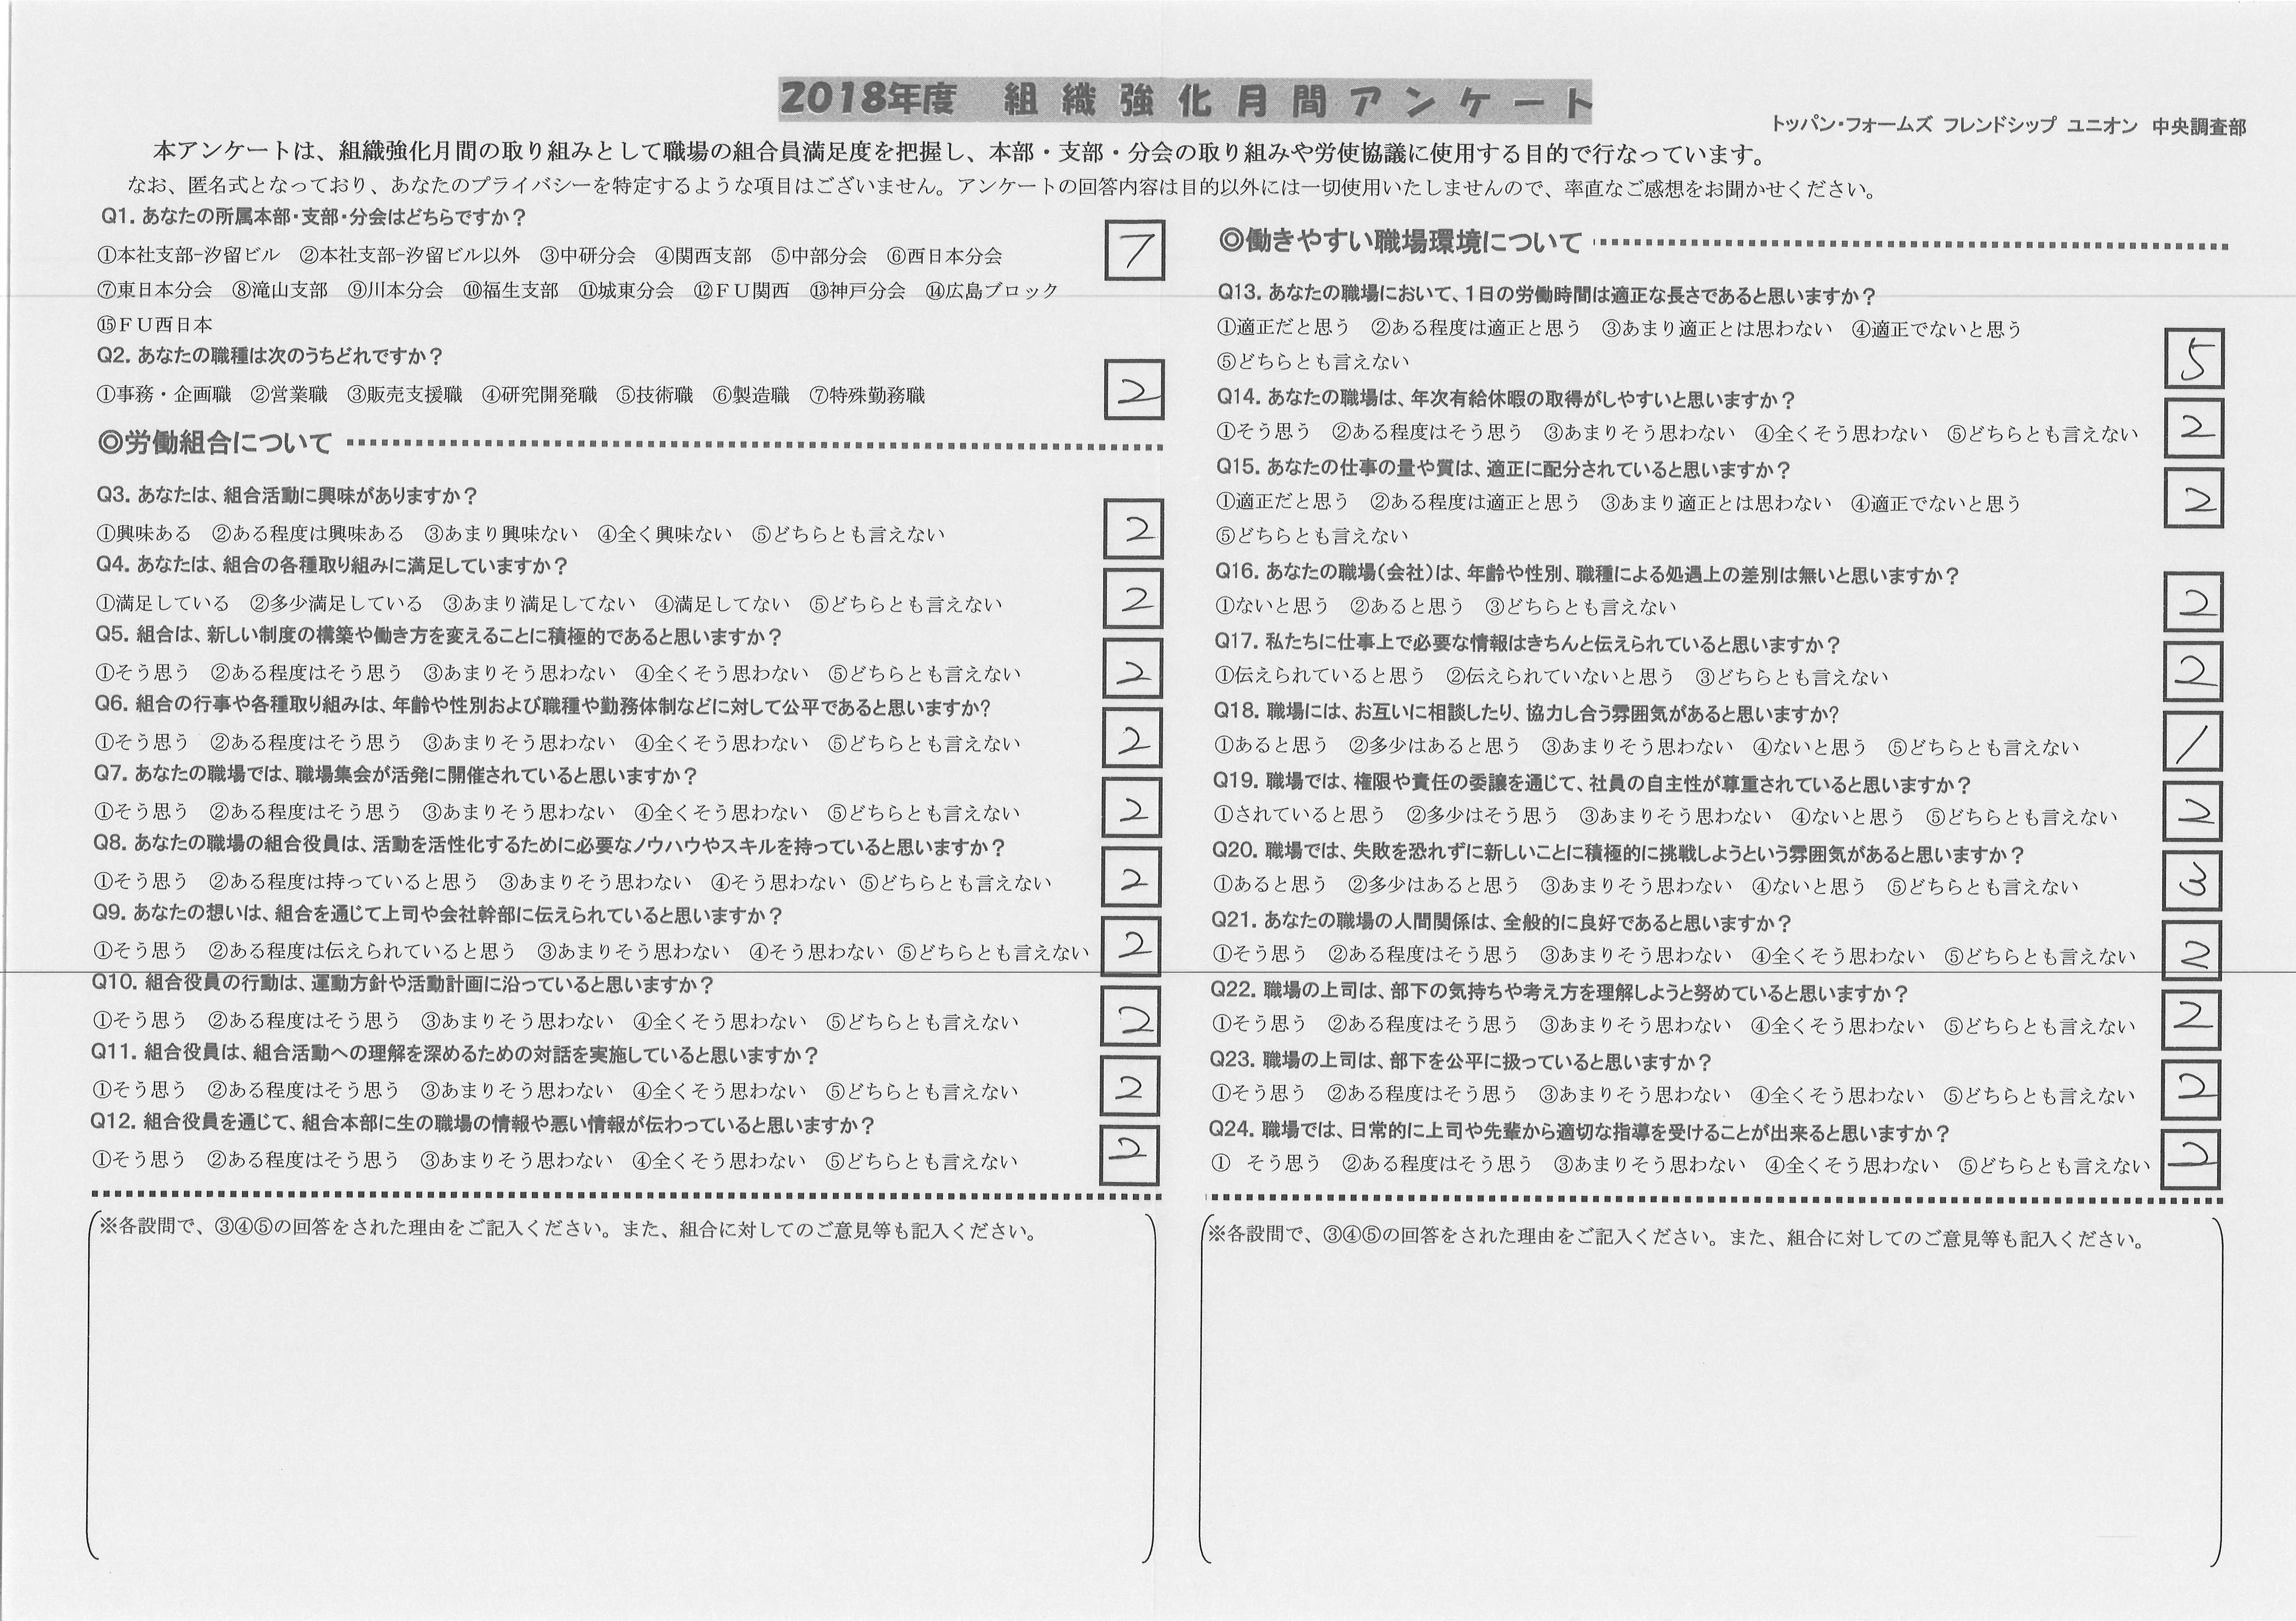 2018年度　組織強化月間アンケート
トッパン・フォームズ フレンドシップ ユニオン 中央調査部
本アンケートは、組織強化月間の取り組みとして職場の組合員満足度を把握し、本部・支部・分会の取り組みや労使協議に使用する目的で行なっています。
なお、匿名式となっており、あなたのプライバシーを特定するような項目はございません。アンケートの回答内容は目的以外には一切使用いたしませんので、率直なご感想をお聞かせください。
Q1. あなたの所属本部・支部・分会はどちらですか？
①本社支部-汐留ビル　②本社支部-汐留ビル以外　③中研分会　④関西支部　⑤中部分会　⑥西日本分会
7
⑦東日本分会　⑧滝山支部　⑨川本分会　⑩福生支部　⑪城東分会　⑫ＦＵ関西　⑬神戸分会　⑭広島ブロック
⑮ＦＵ西日本
Q2. あなたの職種は次のうちどれですか？
①事務・企画職　②営業職　③販売支援職　④研究開発職　⑤技術職　⑥製造職　⑦特殊勤務職
2
◎労働組合について
Q3. あなたは、組合活動に興味がありますか？
①興味ある　②ある程度は興味ある　③あまり興味ない　④全く興味ない　⑤どちらとも言えない
2
Q4. あなたは、組合の各種取り組みに満足していますか？
①満足している　②多少満足している　③あまり満足してない　④満足してない　⑤どちらとも言えない
2
Q5. 組合は、新しい制度の構築や働き方を変えることに積極的であると思いますか？
①そう思う　②ある程度はそう思う　③あまりそう思わない　④全くそう思わない　⑤どちらとも言えない
2
Q6. 組合の行事や各種取り組みは、年齢や性別および職種や勤務体制などに対して公平であると思いますか？
①そう思う　②ある程度はそう思う　③あまりそう思わない　④全くそう思わない　⑤どちらとも言えない
2
Q7. あなたの職場では、職場集会が活発に開催されていると思いますか？
①そう思う　②ある程度はそう思う　③あまりそう思わない　④全くそう思わない　⑤どちらとも言えない
2
Q8. あなたの職場の組合役員は、活動を活性化するために必要なノウハウやスキルを持っていると思いますか？
①そう思う　②ある程度は持っていると思う　③あまりそう思わない　④そう思わない　⑤どちらとも言えない
2
Q9. あなたの想いは、組合を通じて上司や会社幹部に伝えられていると思いますか？
①そう思う　②ある程度は伝えられていると思う　③あまりそう思わない　④そう思わない　⑤どちらとも言えない
2
Q10. 組合役員の行動は、運動方針や活動計画に沿っていると思いますか？
①そう思う　②ある程度はそう思う　③あまりそう思わない　④全くそう思わない　⑤どちらとも言えない
2
Q11. 組合役員は、組合活動への理解を深めるための対話を実施していると思いますか？
①そう思う　②ある程度はそう思う　③あまりそう思わない　④全くそう思わない　⑤どちらとも言えない
2
Q12. 組合役員を通じて、組合本部に生の職場の情報や悪い情報が伝わっていると思いますか？
①そう思う　②ある程度はそう思う　③あまりそう思わない　④全くそう思わない　⑤どちらとも言えない
2
※各設問で、③④⑤の回答をされた理由をご記入ください。また、組合に対してのご意見等も記入ください。
◎働きやすい職場環境について
Q13. あなたの職場において、1日の労働時間は適正な長さであると思いますか？
①適正だと思う　②ある程度は適正と思う　③あまり適正とは思わない　④適正でないと思う
⑤どちらとも言えない
5
Q14. あなたの職場は、年次有給休暇の取得がしやすいと思いますか？
①そう思う　②ある程度はそう思う　③あまりそう思わない　④全くそう思わない　⑤どちらとも言えない
2
Q15. あなたの仕事の量や質は、適正に配分されていると思いますか？
①適正だと思う　②ある程度は適正と思う　③あまり適正とは思わない　④適正でないと思う
2
⑤どちらとも言えない
Q16. あなたの職場（会社）は、年齢や性別、職種による処遇上の差別は無いと思いますか？
①ないと思う　②あると思う　③どちらとも言えない
2
Q17. 私たちに仕事上で必要な情報はきちんと伝えられていると思いますか？
①伝えられていると思う　②伝えられていないと思う　③どちらとも言えない
2
Q18. 職場には、お互いに相談したり、協力し合う雰囲気があると思いますか？
①あると思う　②多少はあると思う　③あまりそう思わない　④ないと思う　⑤どちらとも言えない
1
Q19. 職場では、権限や責任の委譲を通じて、社員の自主性が尊重されていると思いますか？
①されていると思う　②多少はそう思う　③あまりそう思わない　④ないと思う　⑤どちらとも言えない
2
Q20. 職場では、失敗を恐れずに新しいことに積極的に挑戦しようという雰囲気があると思いますか？
①あると思う　②多少はあると思う　③あまりそう思わない　④ないと思う　⑤どちらとも言えない
3
Q21. あなたの職場の人間関係は、全般的に良好であると思いますか？
①そう思う　②ある程度はそう思う　③あまりそう思わない　④全くそう思わない　⑤どちらとも言えない
2
Q22. 職場の上司は、部下の気持ちや考え方を理解しようと努めていると思いますか？
①そう思う　②ある程度はそう思う　③あまりそう思わない　④全くそう思わない　⑤どちらとも言えない
2
Q23. 職場の上司は、部下を公平に扱っていると思いますか？
①そう思う　②ある程度はそう思う　③あまりそう思わない　④全くそう思わない　⑤どちらとも言えない
2
Q24. 職場では、日常的に上司や先輩から適切な指導を受けることが出来ると思いますか？
①　そう思う　②ある程度はそう思う　③あまりそう思わない　④全くそう思わない　⑤どちらとも言えない
2
※各設問で、③④⑤の回答をされた理由をご記入ください。また、組合に対してのご意見等も記入ください。